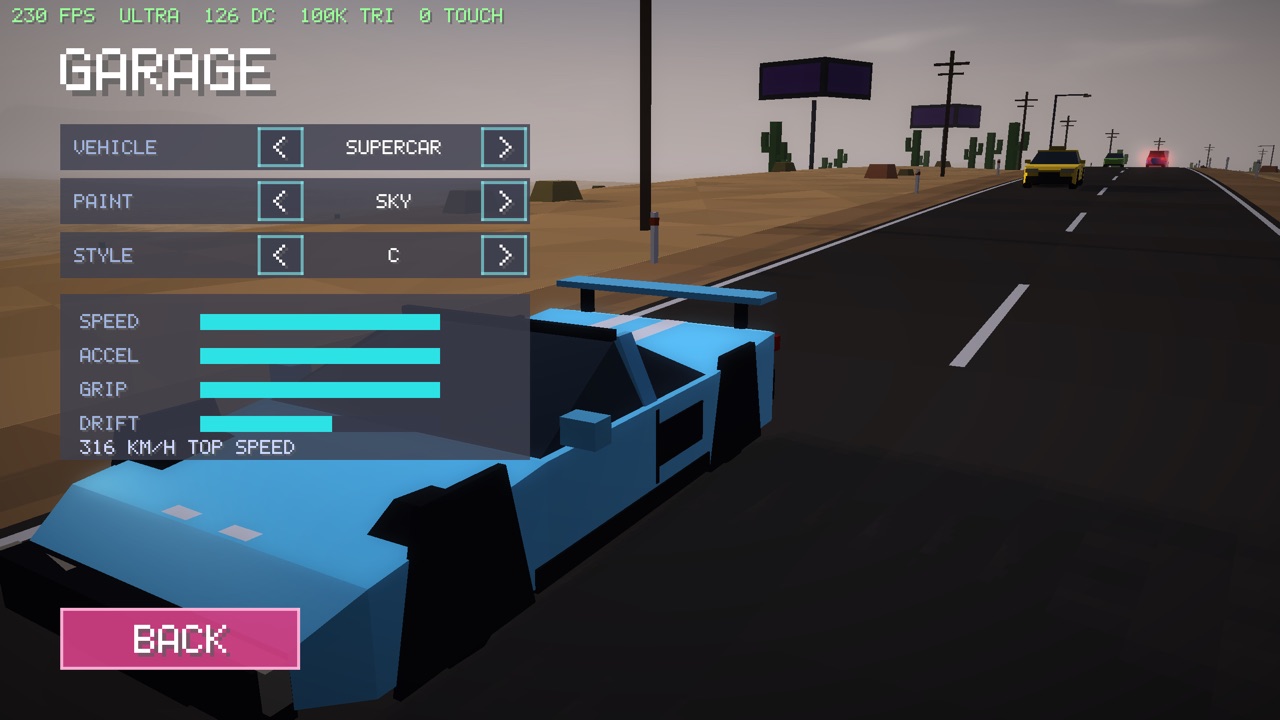 230 FPS ULTRA 126 DC 100K TRI 0 TOUCH
GARAGE
VEHICLE < SUPERCAR >
PAINT < SKY >
STYLE < C >
SPEED
ACCEL
GRIP
DRIFT
316 KM/H TOP SPEED
BACK